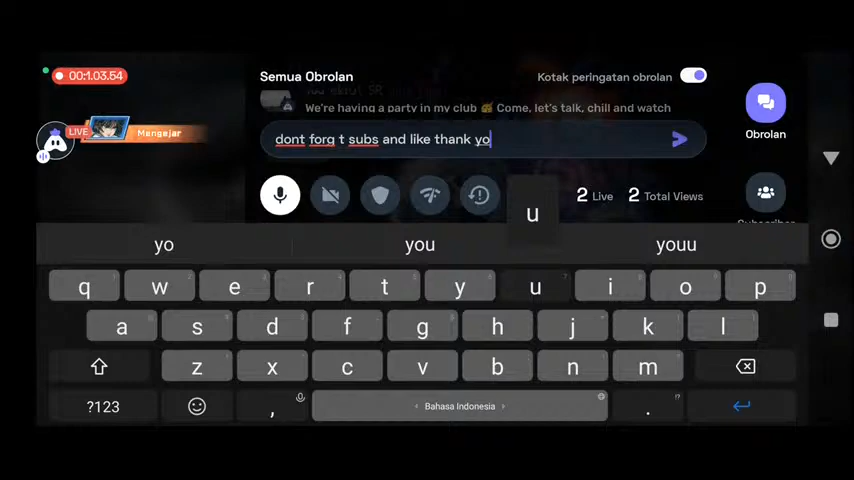 00:1.03.54
Semua Obrolan
Kotak peringatan obrolan
We're having a party in my club 🥳 Come, let's talk, chill and watch
LIVE
Mengejar
dont forg t subs and like thank yo
Obrolan
2 Live 2 Total Views
Subscriber
u
yo you youu
q w e r t y u i o p
a s d f g h j k l
z x c v b n m
?123 , Bahasa Indonesia .